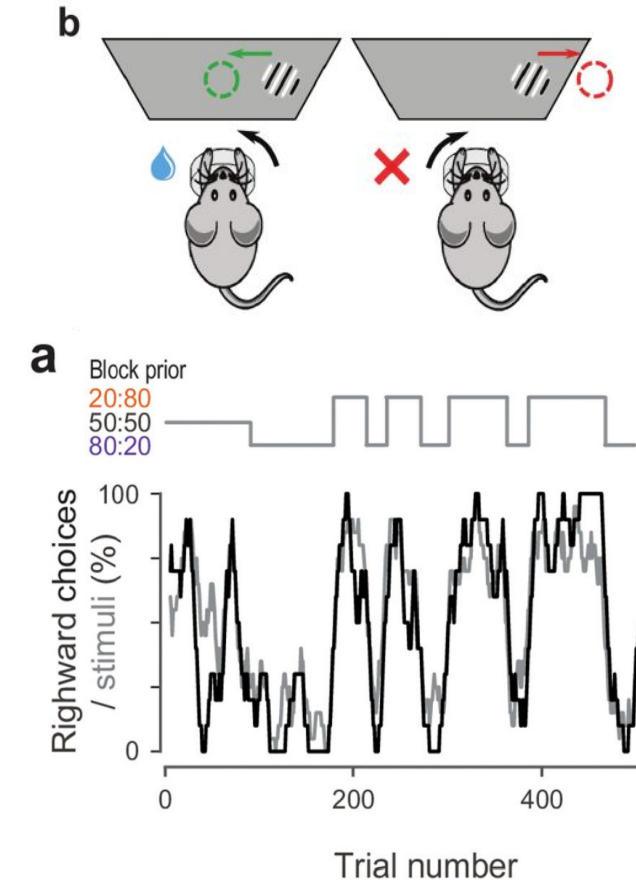 b
a
Block prior
20:80
50:50
80:20
100
Righward choices
/ stimuli (%)
0
0 200 400
Trial number